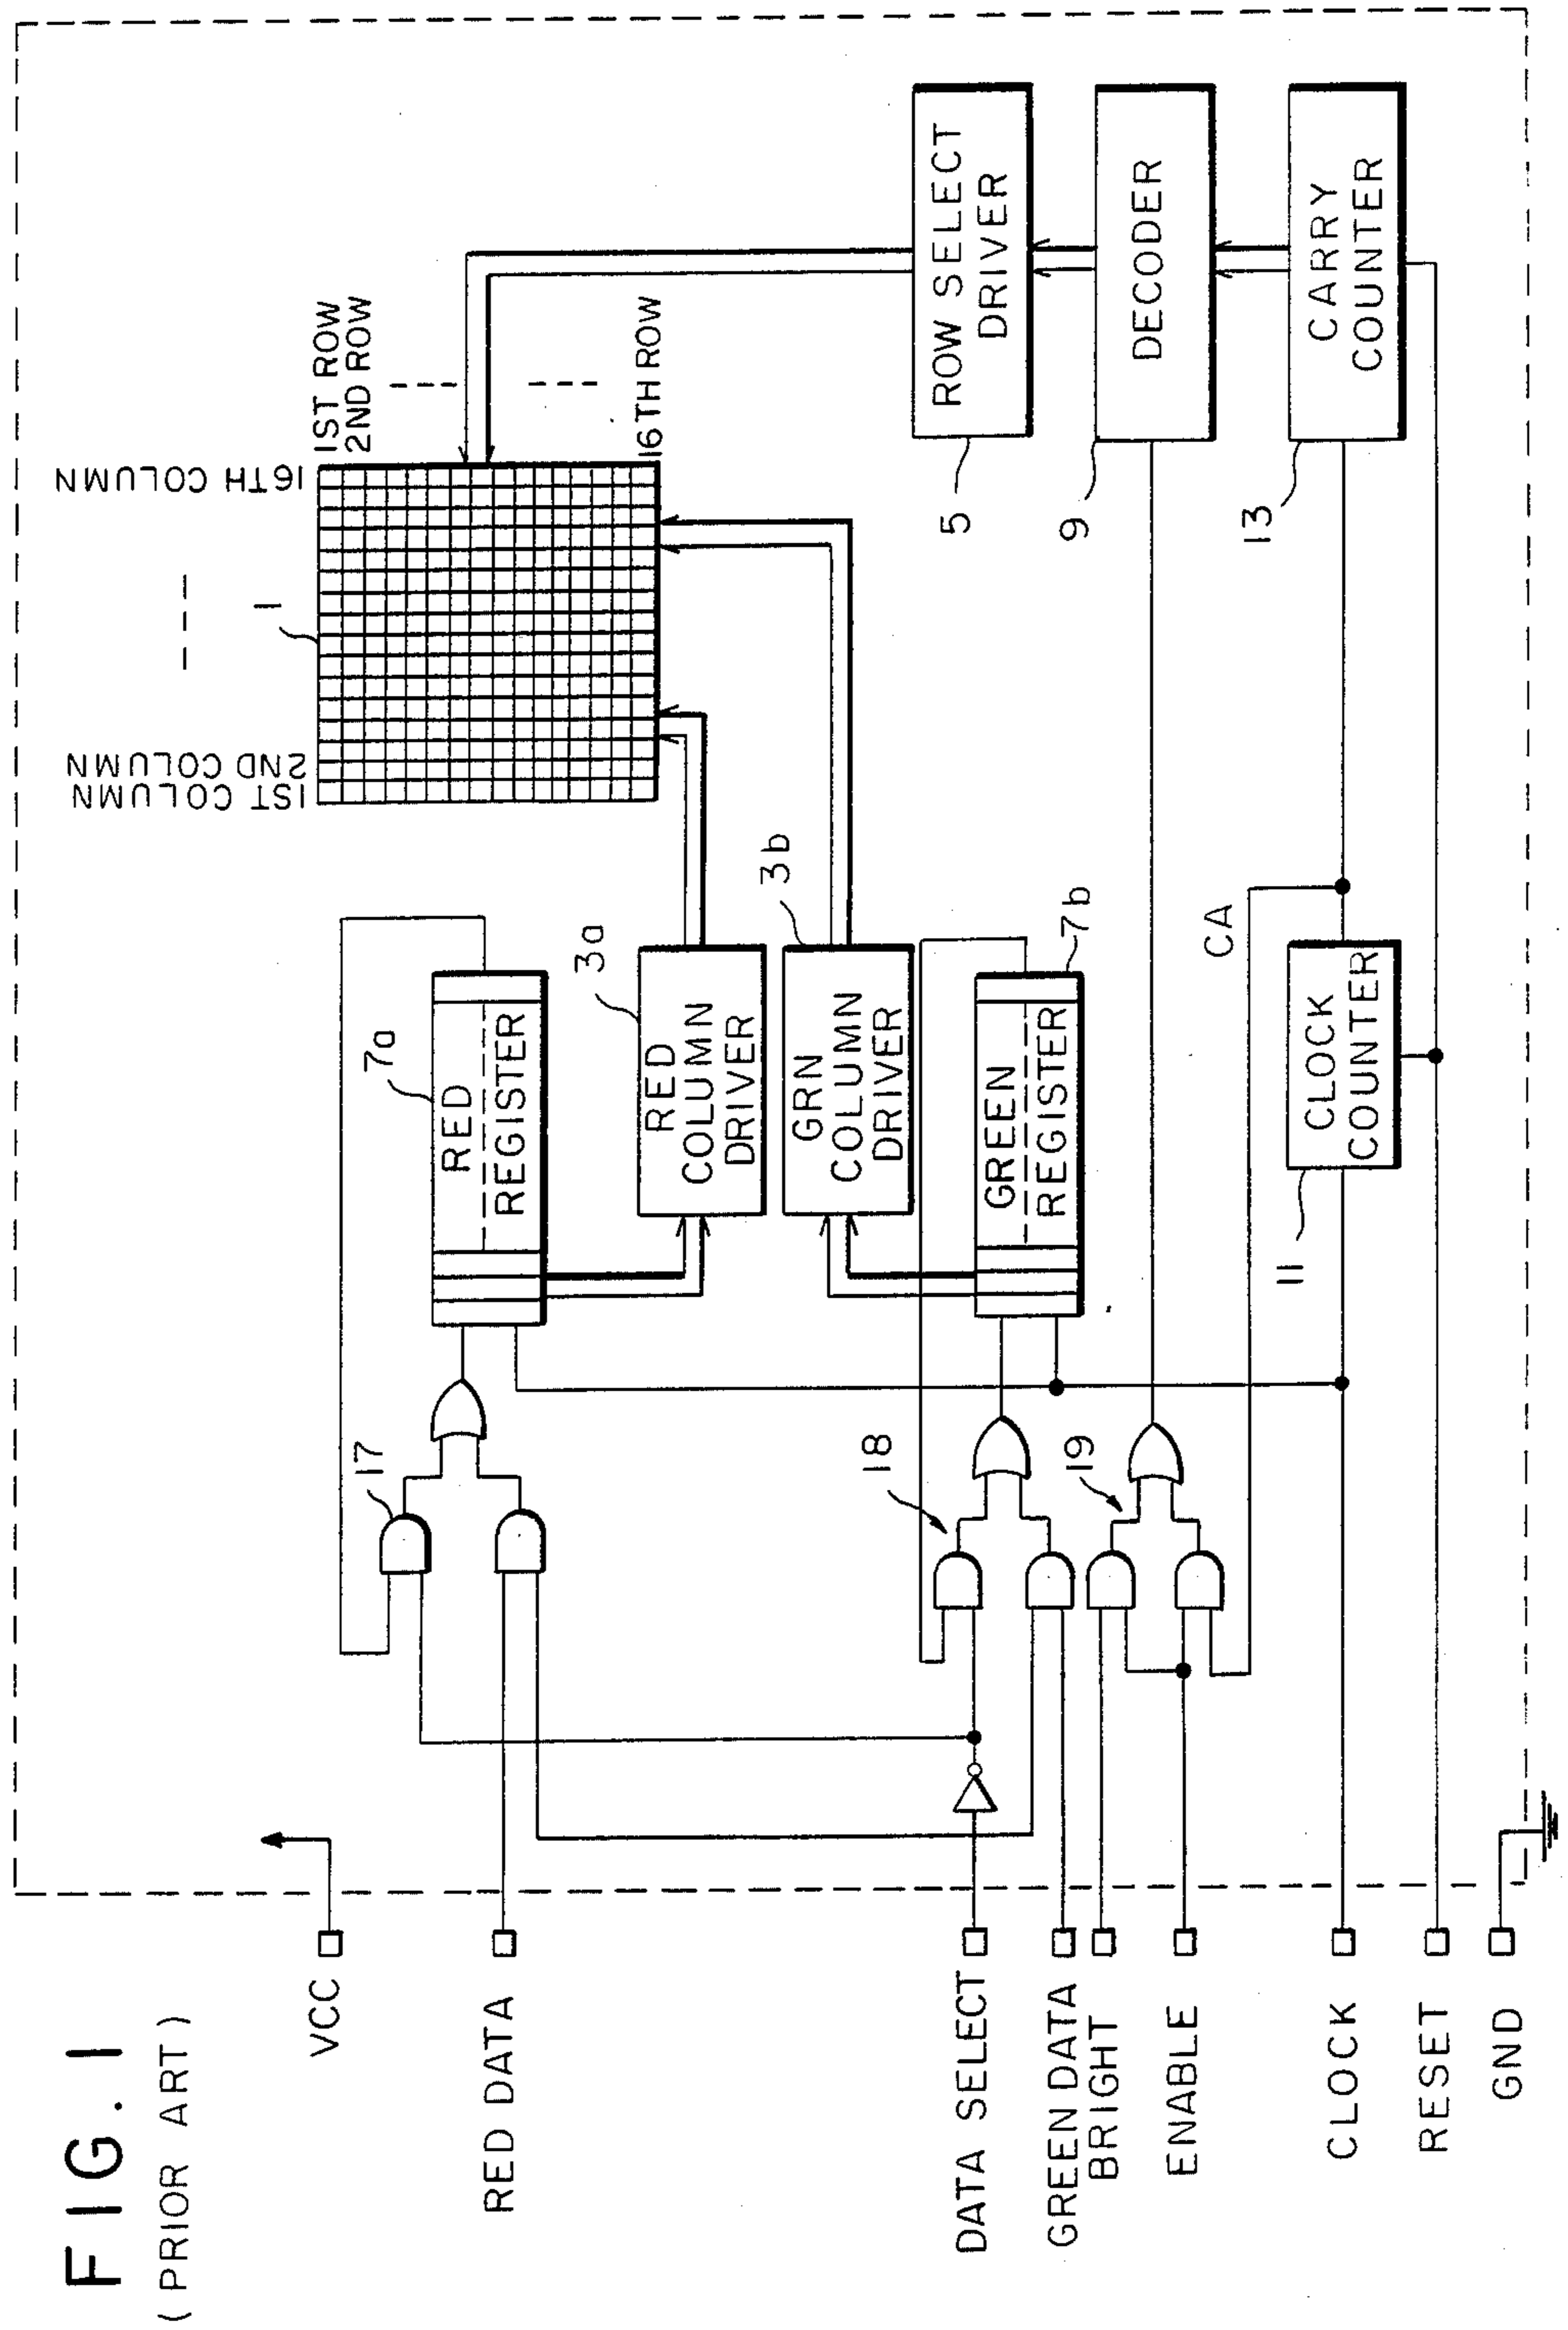 FIG. 1
(PRIOR ART)
VCC
RED DATA
DATA SELECT
GREEN DATA
BRIGHT
ENABLE
CLOCK
RESET
GND
17
18
19
7a
RED
REGISTER
3a
RED
COLUMN
DRIVER
3b
GRN
COLUMN
DRIVER
GREEN
REGISTER
7b
CLOCK
COUNTER
11
CA
1ST COLUMN
2ND COLUMN
16TH COLUMN
1
1ST ROW
2ND ROW
16TH ROW
ROW SELECT
DRIVER
5
DECODER
9
CARRY
COUNTER
13